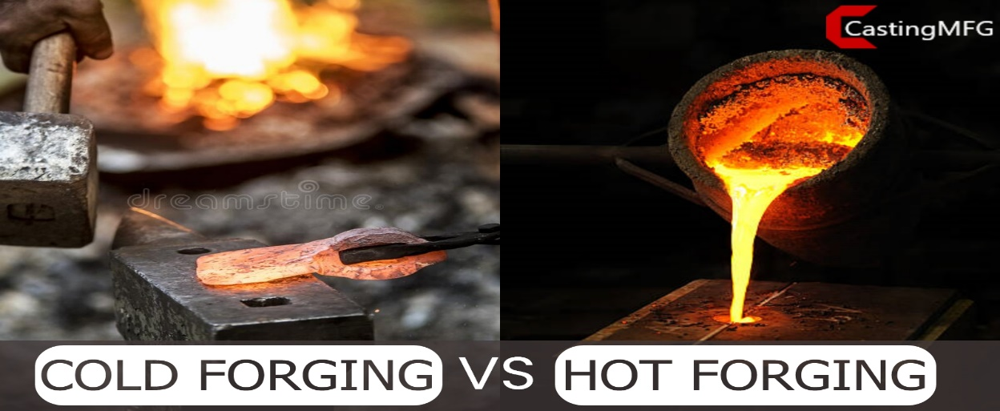 CastingMFG
dreamstime.
COLD FORGING VS HOT FORGING